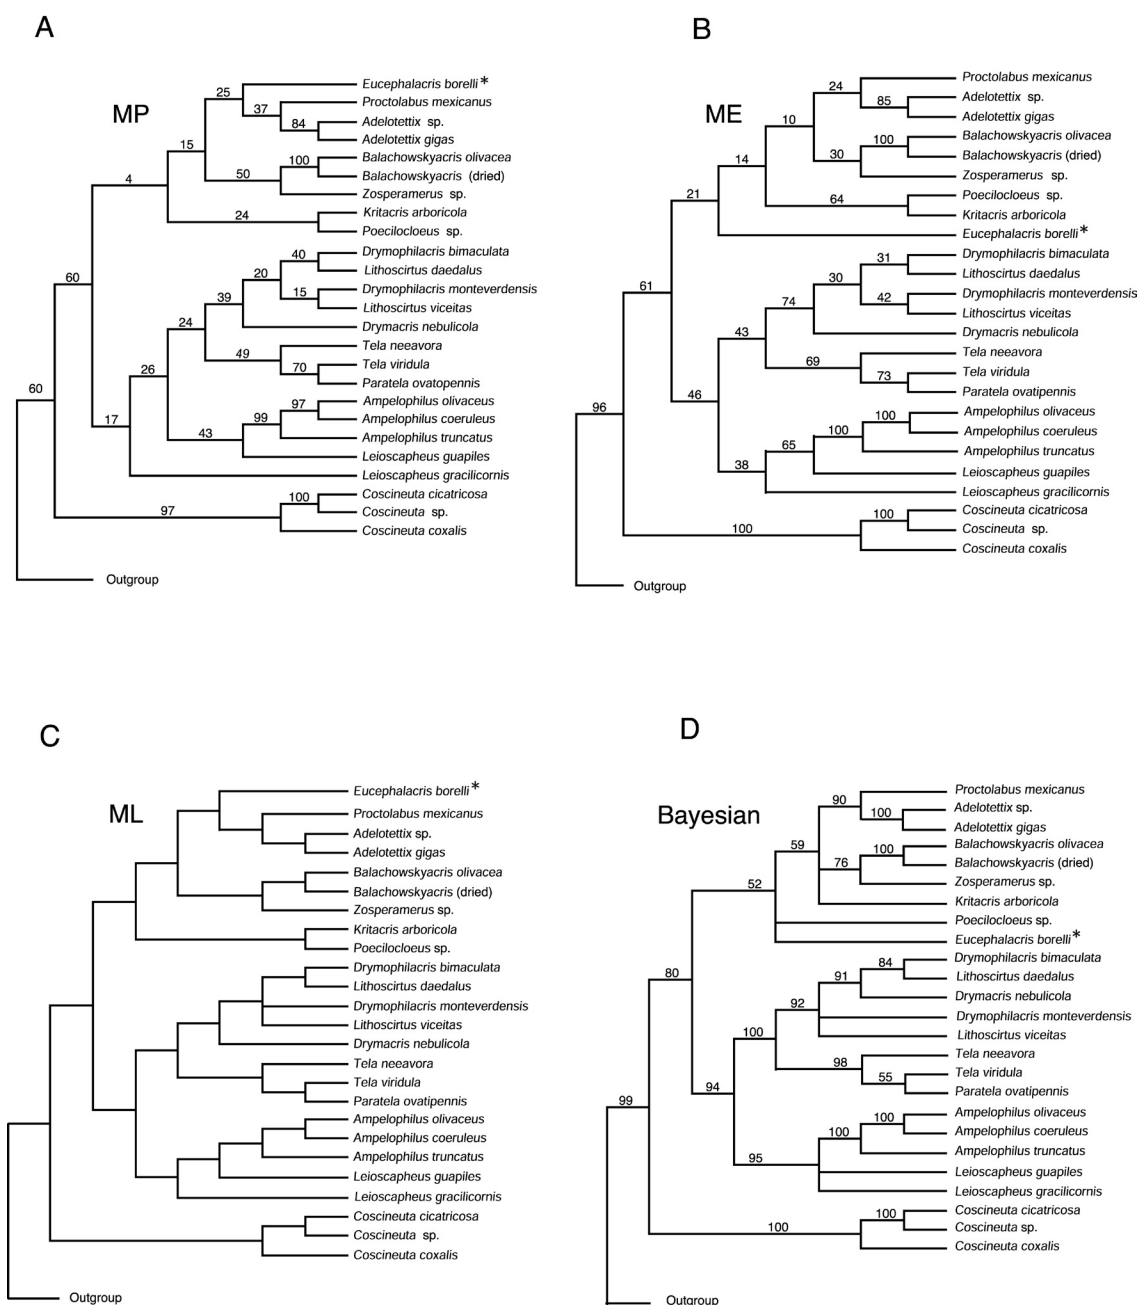 A
MP
25
Eucephalacris borelli*
37
Proctolabus mexicanus
84
Adelotettix sp.
Adelotettix gigas
15
100
Balachowskyacris olivacea
Balachowskyacris (dried)
50
Zosperamerus sp.
4
24
Kritacris arboricola
Poecilocloeus sp.
60
40
Drymophilacris bimaculata
Lithoscirtus daedalus
20
15
Drymophilacris monteverdensis
Lithoscirtus viceitas
39
Drymacris nebulicola
24
49
Tela neeavora
70
Tela viridula
Paratela ovatopennis
26
97
Ampelophilus olivaceus
Ampelophilus coeruleus
99
Ampelophilus truncatus
43
Leioscapheus guapiles
17
Leioscapheus gracilicornis
60
100
Coscineuta cicatricosa
Coscineuta sp.
97
Coscineuta coxalis
Outgroup
B
ME
24
Proctolabus mexicanus
85
Adelotettix sp.
Adelotettix gigas
10
100
Balachowskyacris olivacea
Balachowskyacris (dried)
30
Zosperamerus sp.
14
64
Poecilocloeus sp.
Kritacris arboricola
21
Eucephalacris borelli*
61
31
Drymophilacris bimaculata
Lithoscirtus daedalus
30
42
Drymophilacris monteverdensis
Lithoscirtus viceitas
74
Drymacris nebulicola
43
69
Tela neeavora
73
Tela viridula
Paratela ovatipennis
46
100
Ampelophilus olivaceus
Ampelophilus coeruleus
100
Ampelophilus truncatus
65
Leioscapheus guapiles
38
Leioscapheus gracilicornis
96
100
Coscineuta cicatricosa
Coscineuta sp.
100
Coscineuta coxalis
Outgroup
C
ML
Eucephalacris borelli*
Proctolabus mexicanus
Adelotettix sp.
Adelotettix gigas
Balachowskyacris olivacea
Balachowskyacris (dried)
Zosperamerus sp.
Kritacris arboricola
Poecilocloeus sp.
Drymophilacris bimaculata
Lithoscirtus daedalus
Drymophilacris monteverdensis
Lithoscirtus viceitas
Drymacris nebulicola
Tela neeavora
Tela viridula
Paratela ovatipennis
Ampelophilus olivaceus
Ampelophilus coeruleus
Ampelophilus truncatus
Leioscapheus guapiles
Leioscapheus gracilicornis
Coscineuta cicatricosa
Coscineuta sp.
Coscineuta coxalis
Outgroup
D
Bayesian
90
Proctolabus mexicanus
100
Adelotettix sp.
Adelotettix gigas
59
100
Balachowskyacris olivacea
Balachowskyacris (dried)
76
Zosperamerus sp.
52
Kritacris arboricola
Poecilocloeus sp.
Eucephalacris borelli*
80
84
Drymophilacris bimaculata
Lithoscirtus daedalus
91
Drymacris nebulicola
92
Drymophilacris monteverdensis
Lithoscirtus viceitas
100
98
Tela neeavora
55
Tela viridula
Paratela ovatipennis
94
100
Ampelophilus olivaceus
Ampelophilus coeruleus
100
Ampelophilus truncatus
95
Leioscapheus guapiles
Leioscapheus gracilicornis
99
100
Coscineuta cicatricosa
Coscineuta sp.
100
Coscineuta coxalis
Outgroup